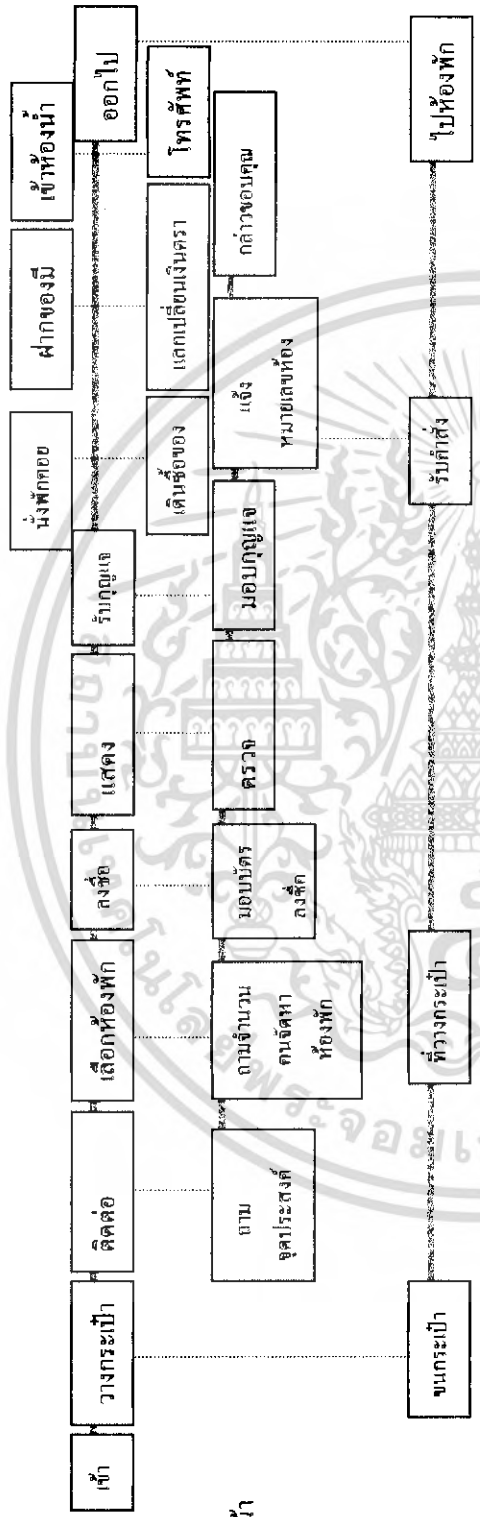 นั่งพักคอย
ฝากของมี
เข้าห้องน้ำ
เข้า
วางกระเป๋า
ติดต่อ
เลือกห้องพัก
ลงชื่อ
แสดง
รับกุญแจ
ออกไป
เดินซื้อของ
แลกเปลี่ยนเงินตรา
โทรศัพท์
ถาม
จุดประสงค์
ถามจำนวน
คนจัดหา
ห้องพัก
มอบบัตร
ลงชื่อ
ตรวจ
มอบกุญแจ
แจ้ง
หมายเลขห้อง
กล่าวขอบคุณ
ขนกระเป๋า
ที่วางกระเป๋า
รับคำสั่ง
ไปห้องพัก